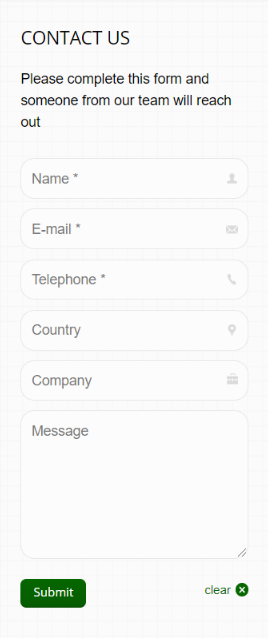 CONTACT US
Please complete this form and
someone from our team will reach
out
Name *
E-mail *
Telephone *
Country
Company
Message
Submit
clear